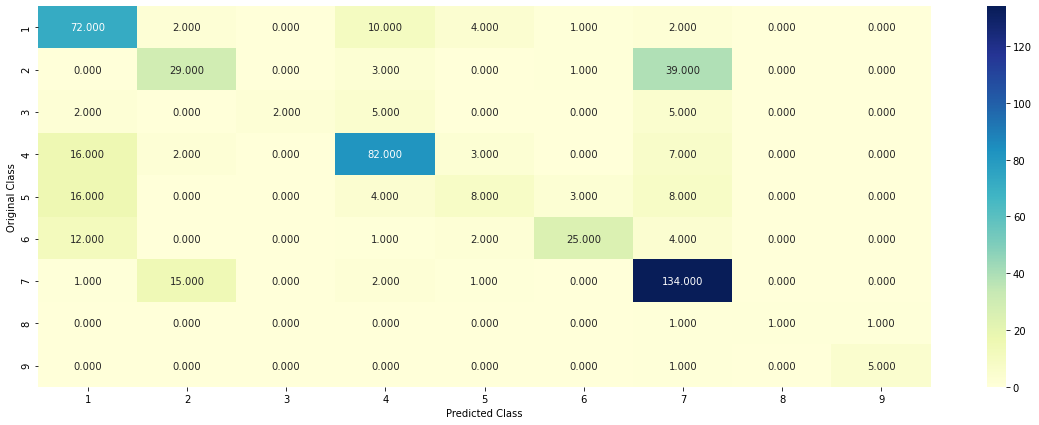 1 72.000 2.000 0.000 10.000 4.000 1.000 2.000 0.000 0.000
2 0.000 29.000 0.000 3.000 0.000 1.000 39.000 0.000 0.000
3 2.000 0.000 2.000 5.000 0.000 0.000 5.000 0.000 0.000
4 16.000 2.000 0.000 82.000 3.000 0.000 7.000 0.000 0.000
5 16.000 0.000 0.000 4.000 8.000 3.000 8.000 0.000 0.000
6 12.000 0.000 0.000 1.000 2.000 25.000 4.000 0.000 0.000
7 1.000 15.000 0.000 2.000 1.000 0.000 134.000 0.000 0.000
8 0.000 0.000 0.000 0.000 0.000 0.000 1.000 1.000 1.000
9 0.000 0.000 0.000 0.000 0.000 0.000 1.000 0.000 5.000
1 2 3 4 5 6 7 8 9
Predicted Class
Original Class
120
100
80
60
40
20
0